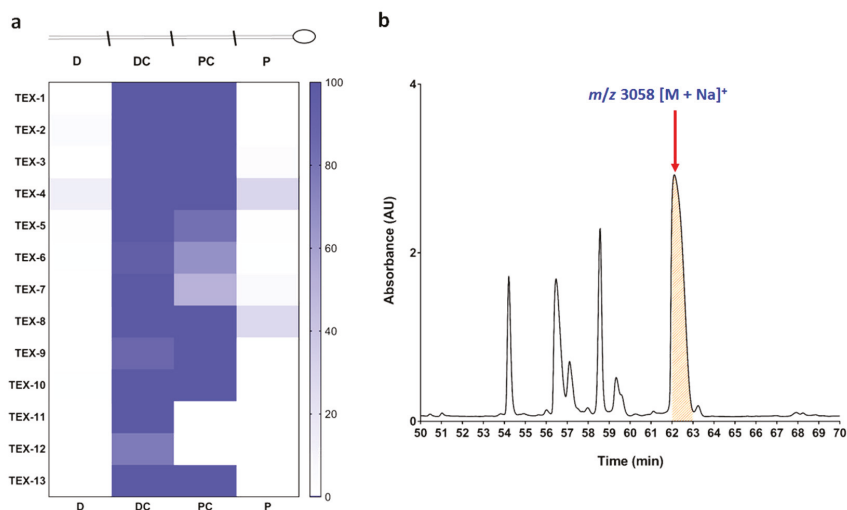 a
D DC PC P
TEX-1
TEX-2
TEX-3
TEX-4
TEX-5
TEX-6
TEX-7
TEX-8
TEX-9
TEX-10
TEX-11
TEX-12
TEX-13
D DC PC P
100
80
60
40
20
0
b
m/z 3058 [M + Na]⁺
4
2
0
Absorbance (AU)
50 51 52 53 54 55 56 57 58 59 60 61 62 63 64 65 66 67 68 69 70
Time (min)